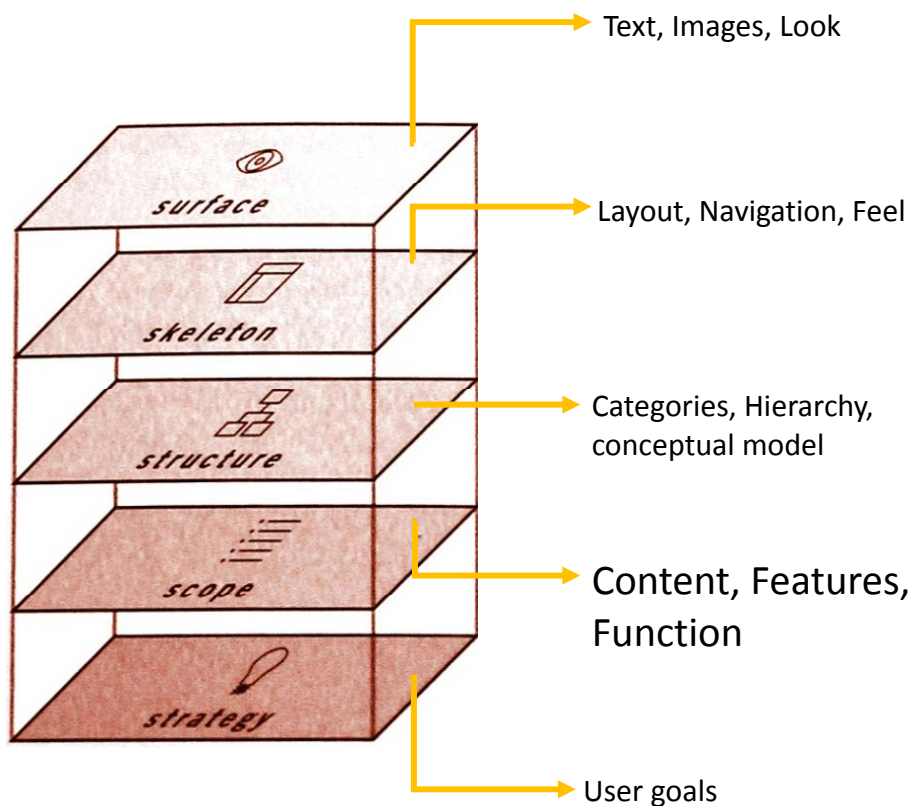 Text, Images, Look
surface
Layout, Navigation, Feel
skeleton
Categories, Hierarchy,
conceptual model
structure
Content, Features,
Function
scope
strategy
User goals